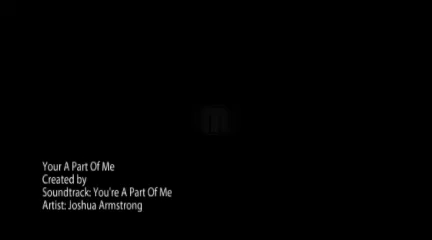 Your A Part Of Me
Created by
Soundtrack: You're A Part Of Me
Artist: Joshua Armstrong